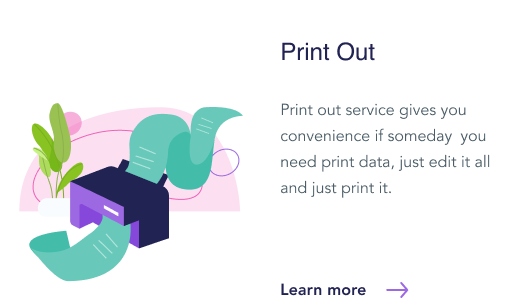 Print Out
Print out service gives you
convenience if someday  you
need print data, just edit it all
and just print it.
Learn more